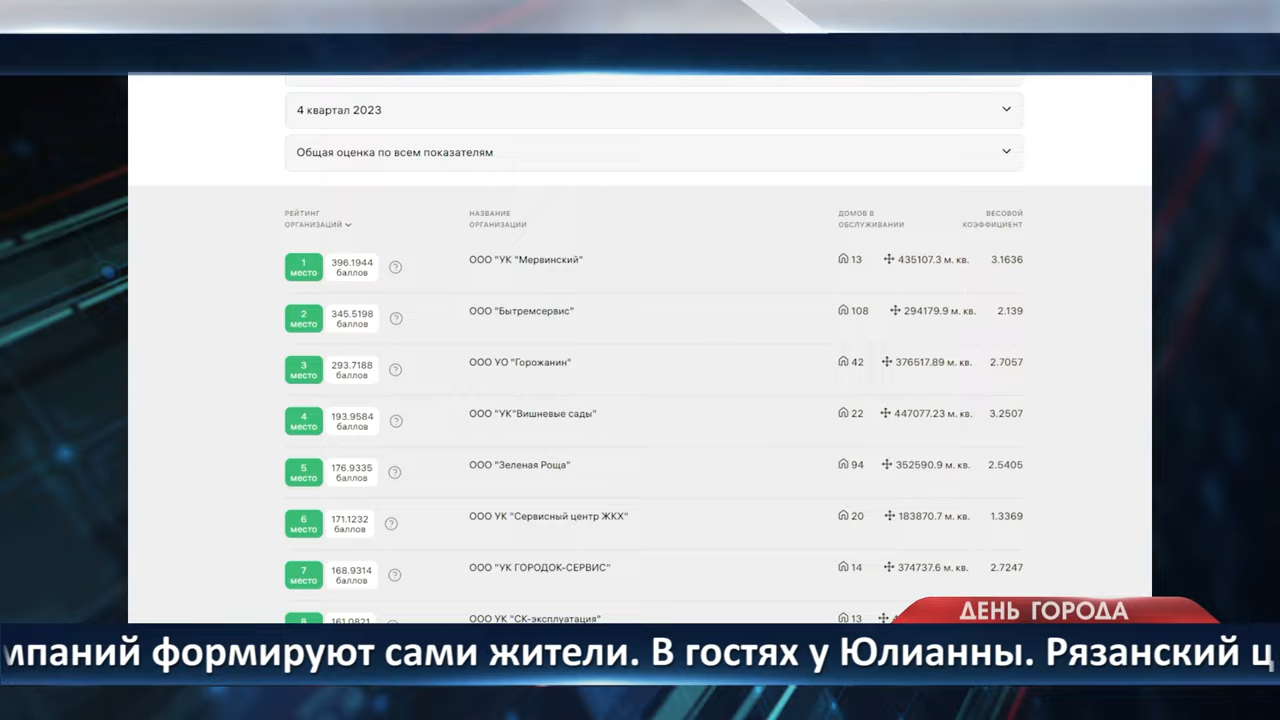 4 квартал 2023
Общая оценка по всем показателям
РЕЙТИНГ ОРГАНИЗАЦИЙ
НАЗВАНИЕ ОРГАНИЗАЦИИ
ДОМОВ В ОБСЛУЖИВАНИИ
ВЕСОВОЙ КОЭФФИЦИЕНТ
1 место 396.1944 баллов ? ООО "УК "Мервинский" 13 435107.3 м. кв. 3.1636
2 место 345.5198 баллов ? ООО "Бытремсервис" 108 294179.9 м. кв. 2.139
3 место 293.7188 баллов ? ООО УО "Горожанин" 42 376517.89 м. кв. 2.7057
4 место 193.9584 баллов ? ООО "УК"Вишневые сады" 22 447077.23 м. кв. 3.2507
5 место 176.9335 баллов ? ООО "Зеленая Роща" 94 352590.9 м. кв. 2.5405
6 место 171.1232 баллов ? ООО УК "Сервисный центр ЖКХ" 20 183870.7 м. кв. 1.3369
7 место 168.9314 баллов ? ООО "УК ГОРОДОК-СЕРВИС" 14 374737.6 м. кв. 2.7247
8 161.0821 ООО УК "СК-эксплуатация" 13
ДЕНЬ ГОРОДА
мпаний формируют сами жители. В гостях у Юлианны. Рязанский ц